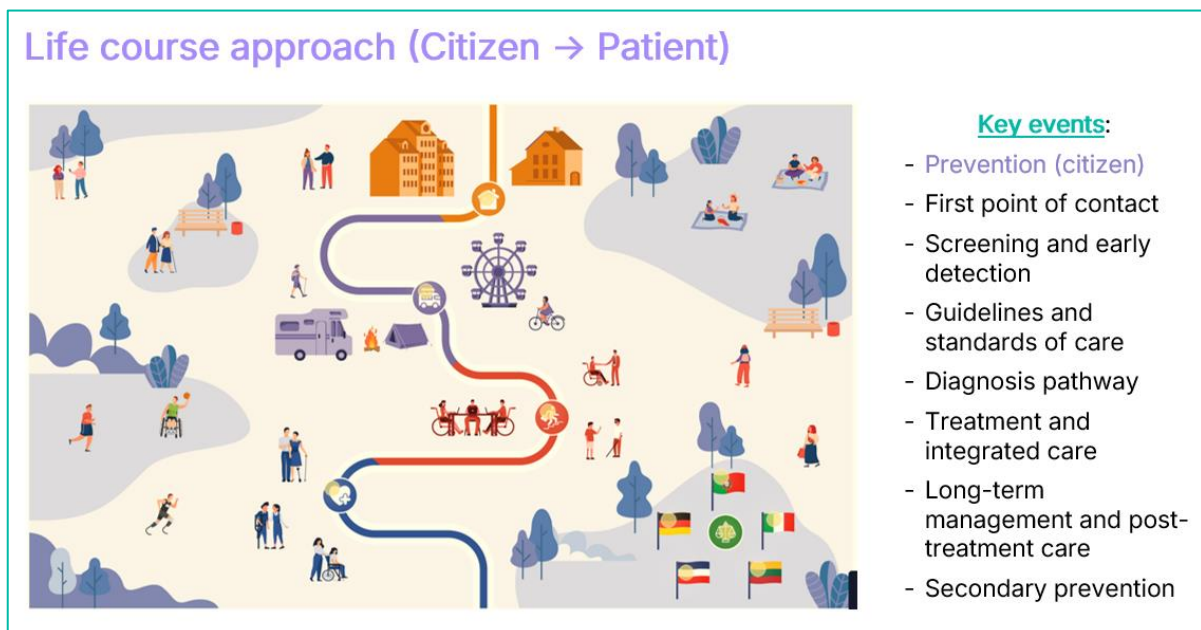 Life course approach (Citizen → Patient)
Key events:
- Prevention (citizen)
- First point of contact
- Screening and early
detection
- Guidelines and
standards of care
- Diagnosis pathway
- Treatment and
integrated care
- Long-term
management and post-
treatment care
- Secondary prevention